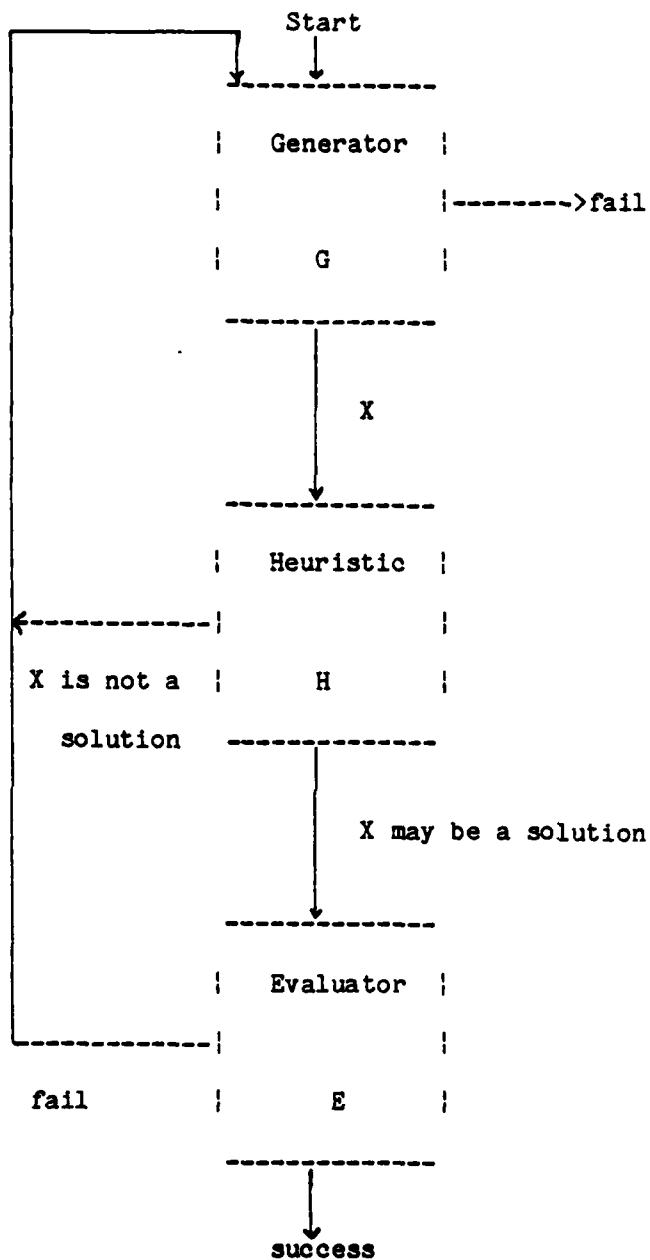 Start
Generator
------->fail
G
X
Heuristic
X is not a
H
solution
X may be a solution
Evaluator
fail
E
success